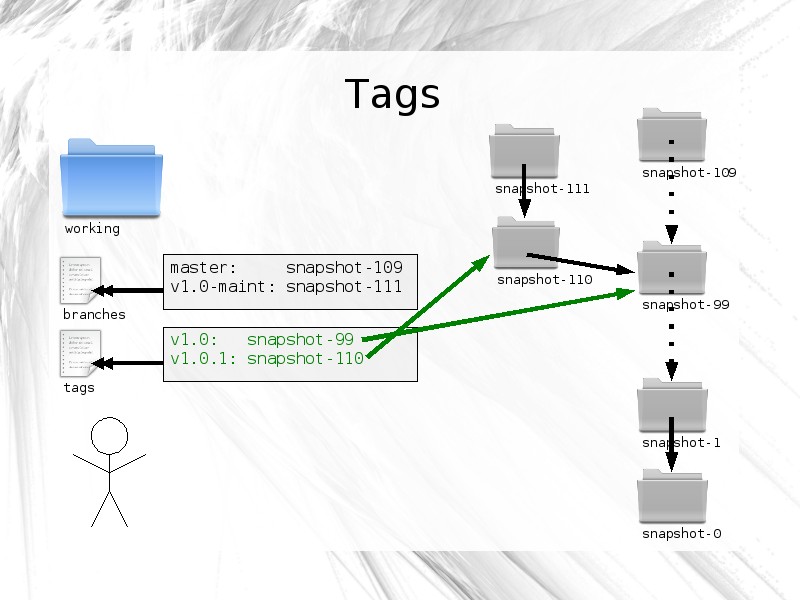 Tags
working
branches
tags
master: snapshot-109
v1.0-maint: snapshot-111
v1.0: snapshot-99
v1.0.1: snapshot-110
snapshot-111
snapshot-109
snapshot-110
snapshot-99
snapshot-1
snapshot-0